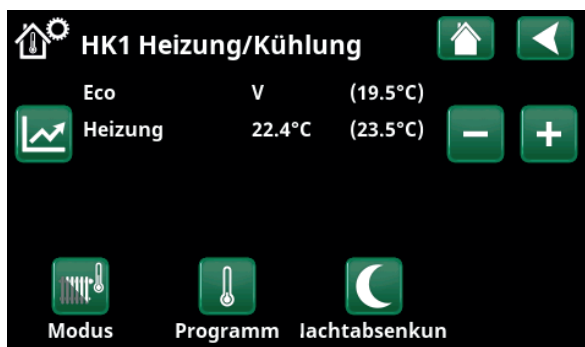 HK1 Heizung/Kühlung
Eco V (19.5°C)
Heizung 22.4°C (23.5°C)
Modus Programm lachtabsenkun